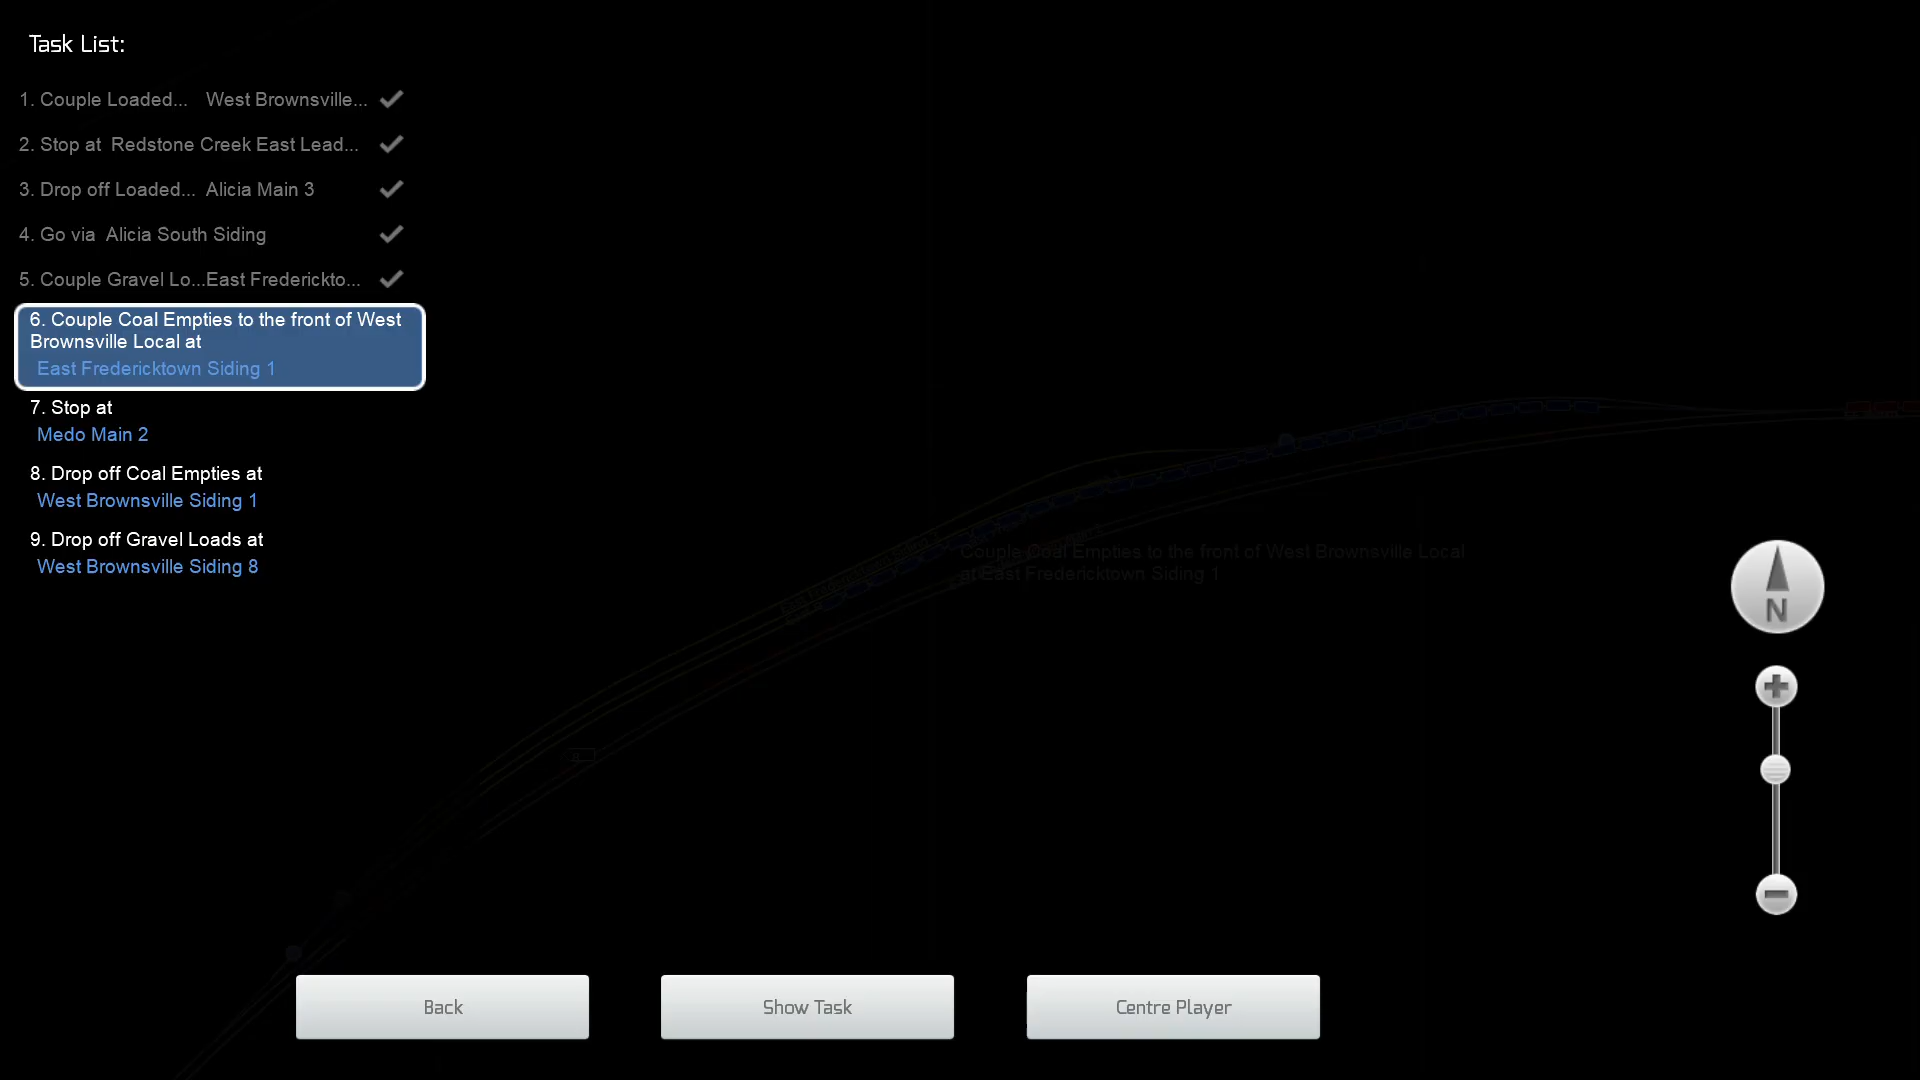 Task List:
1. Couple Loaded... West Brownsville...
2. Stop at Redstone Creek East Lead...
3. Drop off Loaded... Alicia Main 3
4. Go via Alicia South Siding
5. Couple Gravel Lo...East Frederickto...
6. Couple Coal Empties to the front of West
Brownsville Local at
East Fredericktown Siding 1
7. Stop at
Medo Main 2
8. Drop off Coal Empties at
West Brownsville Siding 1
9. Drop off Gravel Loads at
West Brownsville Siding 8
Couple Coal Empties to the front of West Brownsville Local
at East Fredericktown Siding 1
N
Back
Show Task
Centre Player